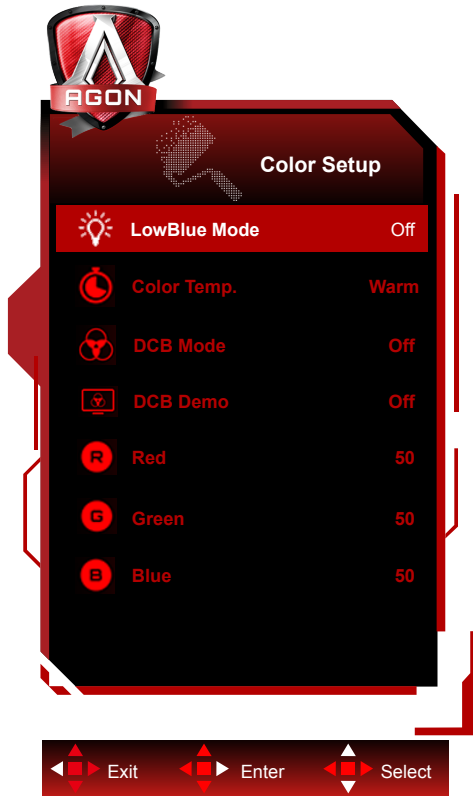 AGON
Color Setup
LowBlue Mode Off
Color Temp. Warm
DCB Mode Off
DCB Demo Off
R Red 50
G Green 50
B Blue 50
Exit Enter Select